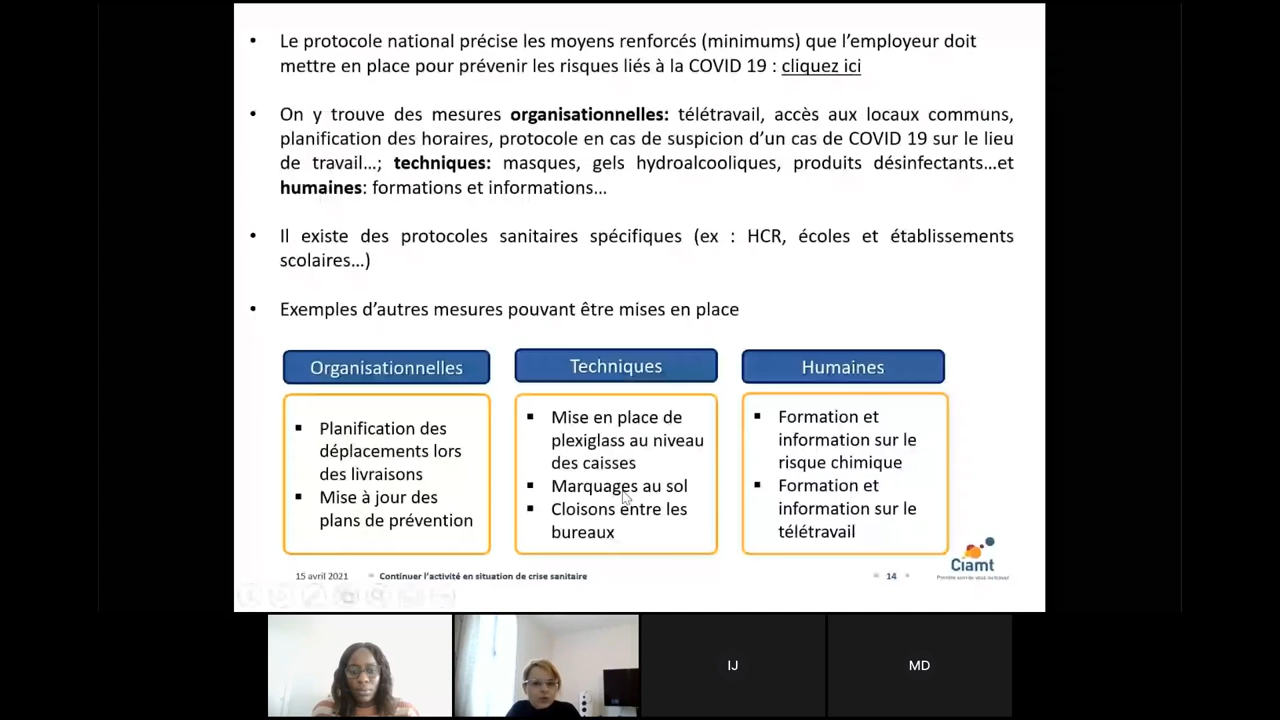 • Le protocole national précise les moyens renforcés (minimums) que l'employeur doit
mettre en place pour prévenir les risques liés à la COVID 19 : cliquez ici
• On y trouve des mesures organisationnelles: télétravail, accès aux locaux communs,
planification des horaires, protocole en cas de suspicion d'un cas de COVID 19 sur le lieu
de travail...; techniques: masques, gels hydroalcooliques, produits désinfectants...et
humaines: formations et informations...
• Il existe des protocoles sanitaires spécifiques (ex : HCR, écoles et établissements
scolaires...)
• Exemples d'autres mesures pouvant être mises en place
Organisationnelles
▪ Planification des
déplacements lors
des livraisons
▪ Mise à jour des
plans de prévention
Techniques
▪ Mise en place de
plexiglass au niveau
des caisses
▪ Marquages au sol
▪ Cloisons entre les
bureaux
Humaines
▪ Formation et
information sur le
risque chimique
▪ Formation et
information sur le
télétravail
Ciamt
15 avril 2021
Continuer l'activité en situation de crise sanitaire
14
IJ
MD